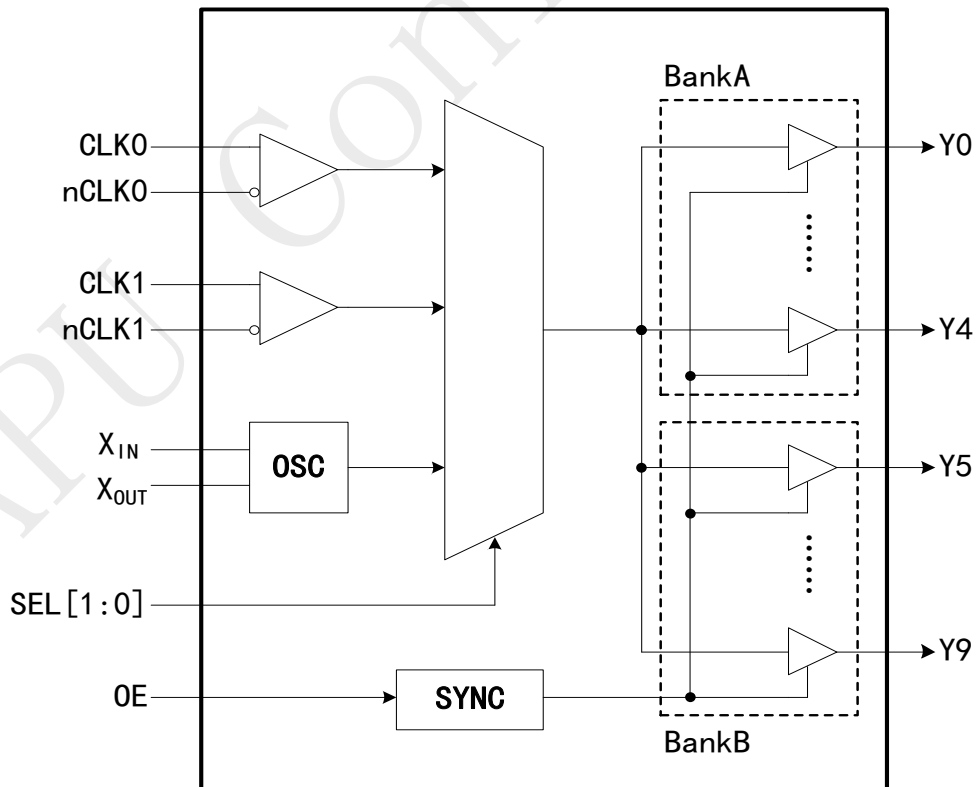 BankA
CLK0
Y0
nCLK0
CLK1
nCLK1
Y4
XIN
OSC
Y5
XOUT
SEL[1:0]
Y9
OE
SYNC
BankB